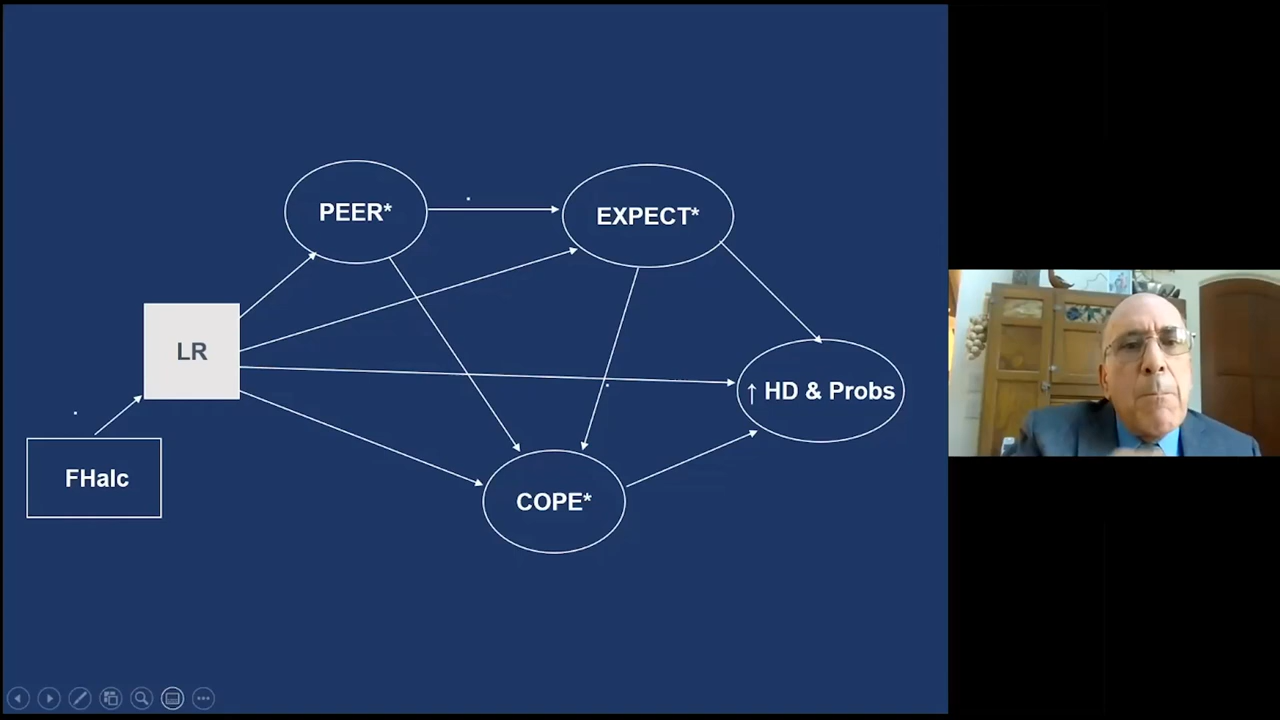 PEER*
EXPECT*
LR
↑ HD & Probs
FHalc
COPE*